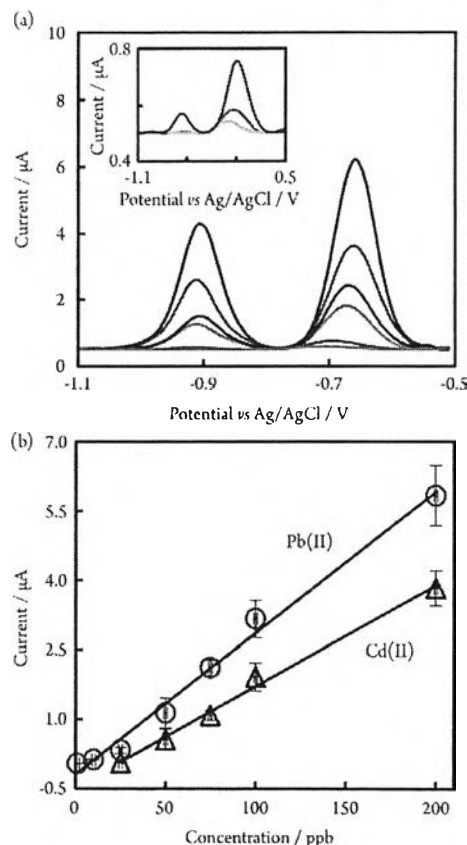 (a)
10
8
6
4
2
0
Current / μA
0.8
0.4
Current / μA
-1.1
0.5
Potential vs Ag/AgCl / V
-1.1
-0.9
-0.7
-0.5
Potential vs Ag/AgCl / V
(b)
7.0
5.5
4.0
2.5
1.0
-0.5
Current / μA
Pb(II)
Cd(II)
0
50
100
150
200
Concentration / ppb